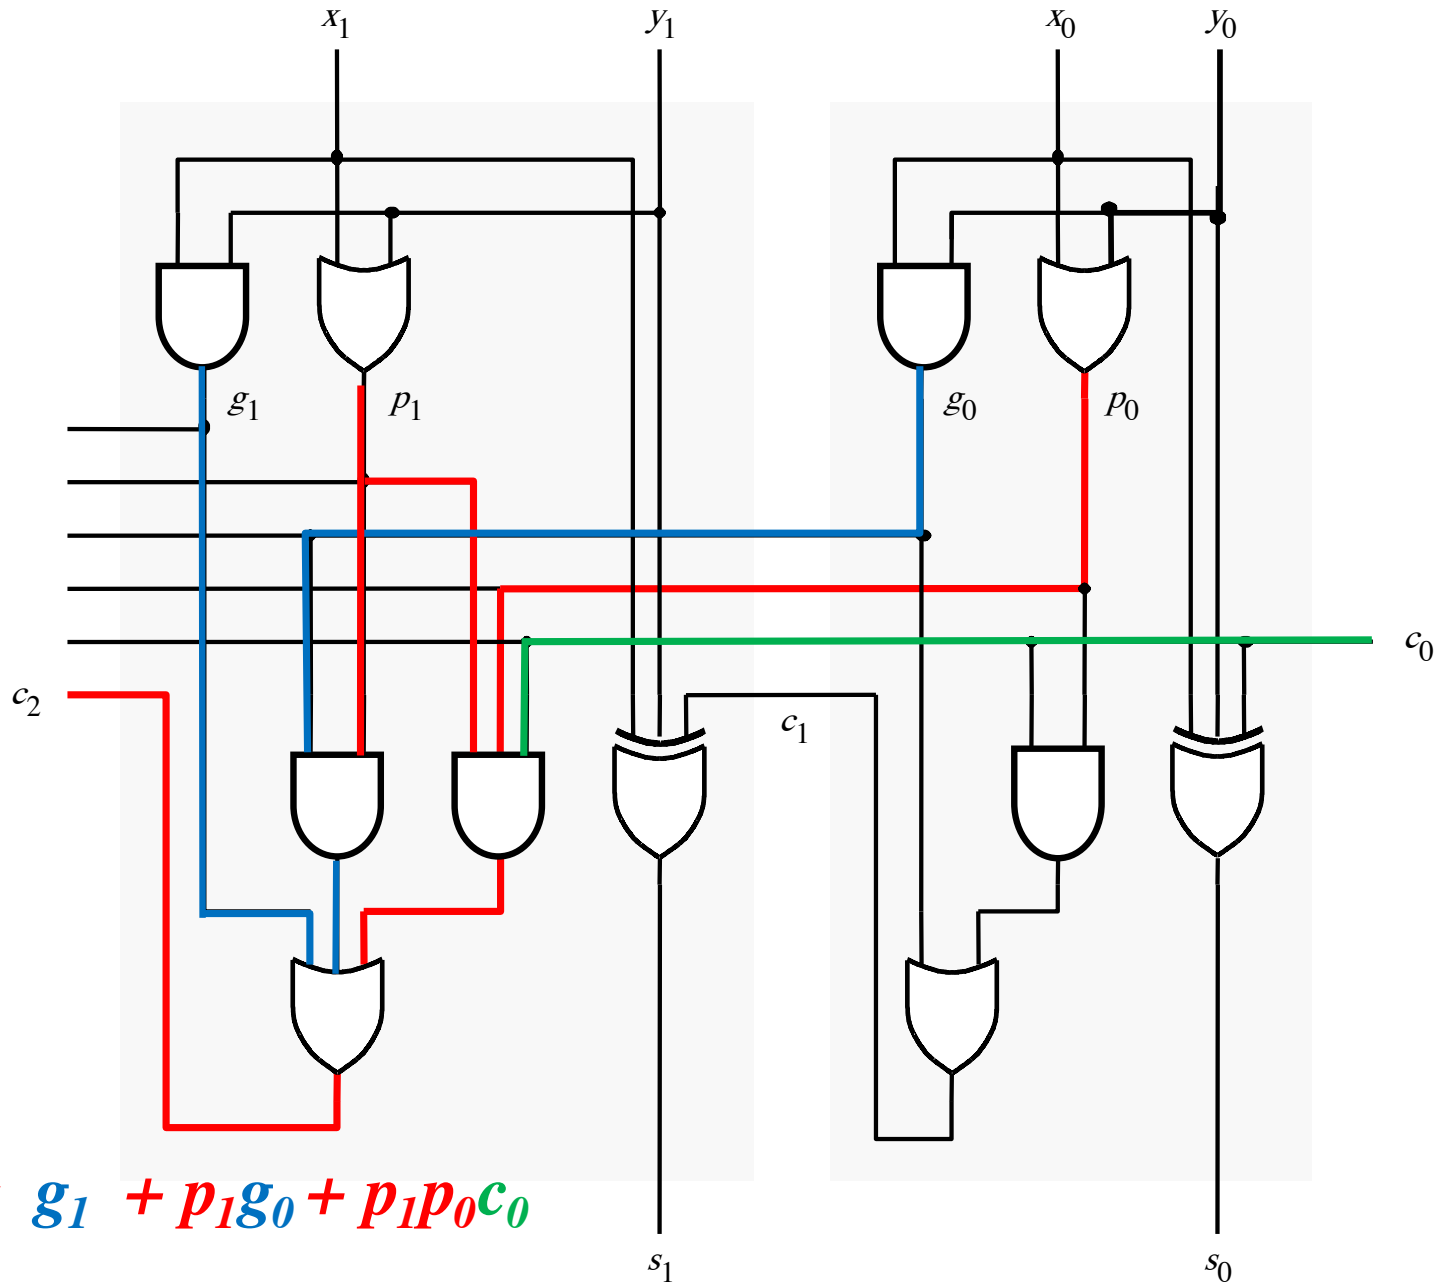 x₁ y₁ x₀ y₀
g₁ p₁ g₀ p₀
c₀
c₂ c₁
g₁ + p₁g₀ + p₁p₀c₀
s₁ s₀